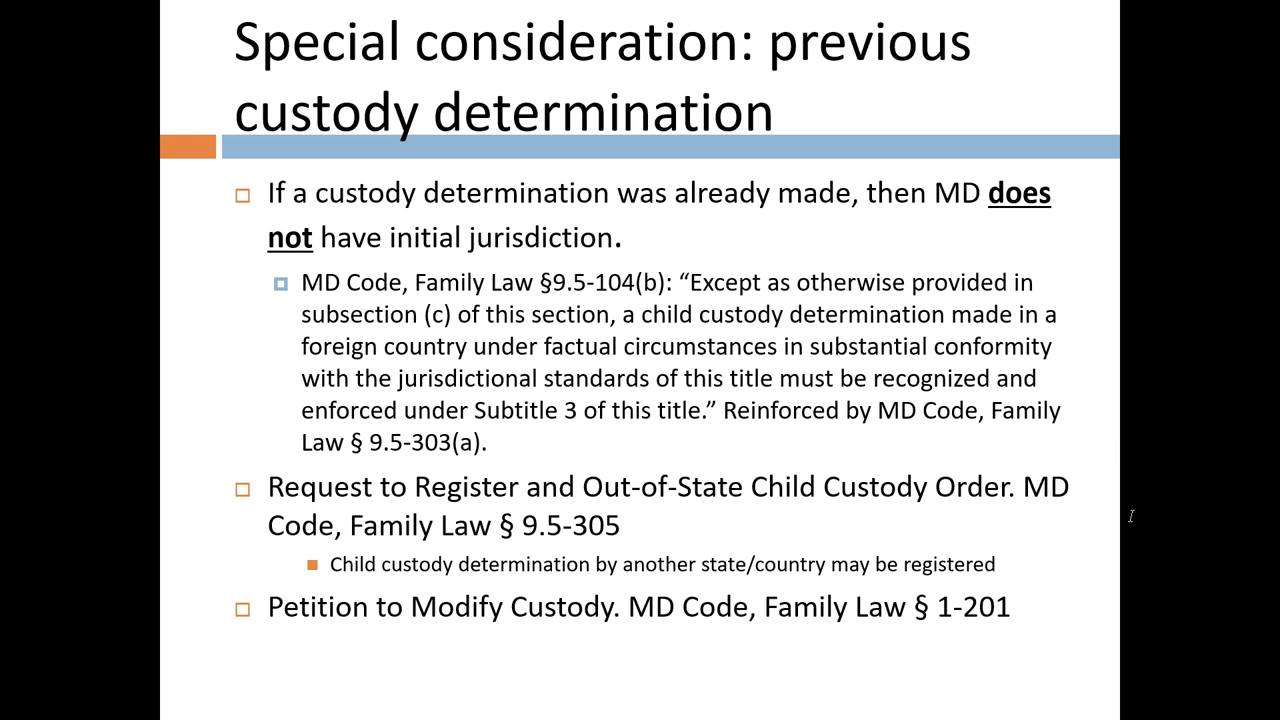 Special consideration: previous
custody determination
If a custody determination was already made, then MD does
not have initial jurisdiction.
MD Code, Family Law §9.5-104(b): “Except as otherwise provided in
subsection (c) of this section, a child custody determination made in a
foreign country under factual circumstances in substantial conformity
with the jurisdictional standards of this title must be recognized and
enforced under Subtitle 3 of this title.” Reinforced by MD Code, Family
Law § 9.5-303(a).
Request to Register and Out-of-State Child Custody Order. MD
Code, Family Law § 9.5-305
Child custody determination by another state/country may be registered
Petition to Modify Custody. MD Code, Family Law § 1-201